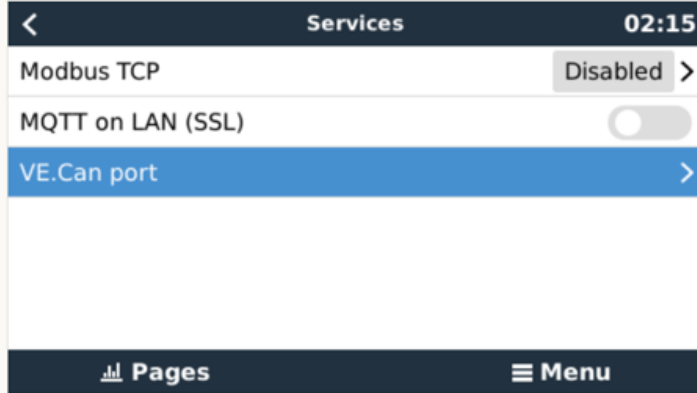 Services 02:15
Modbus TCP Disabled
MQTT on LAN (SSL)
VE.Can port
Pages Menu